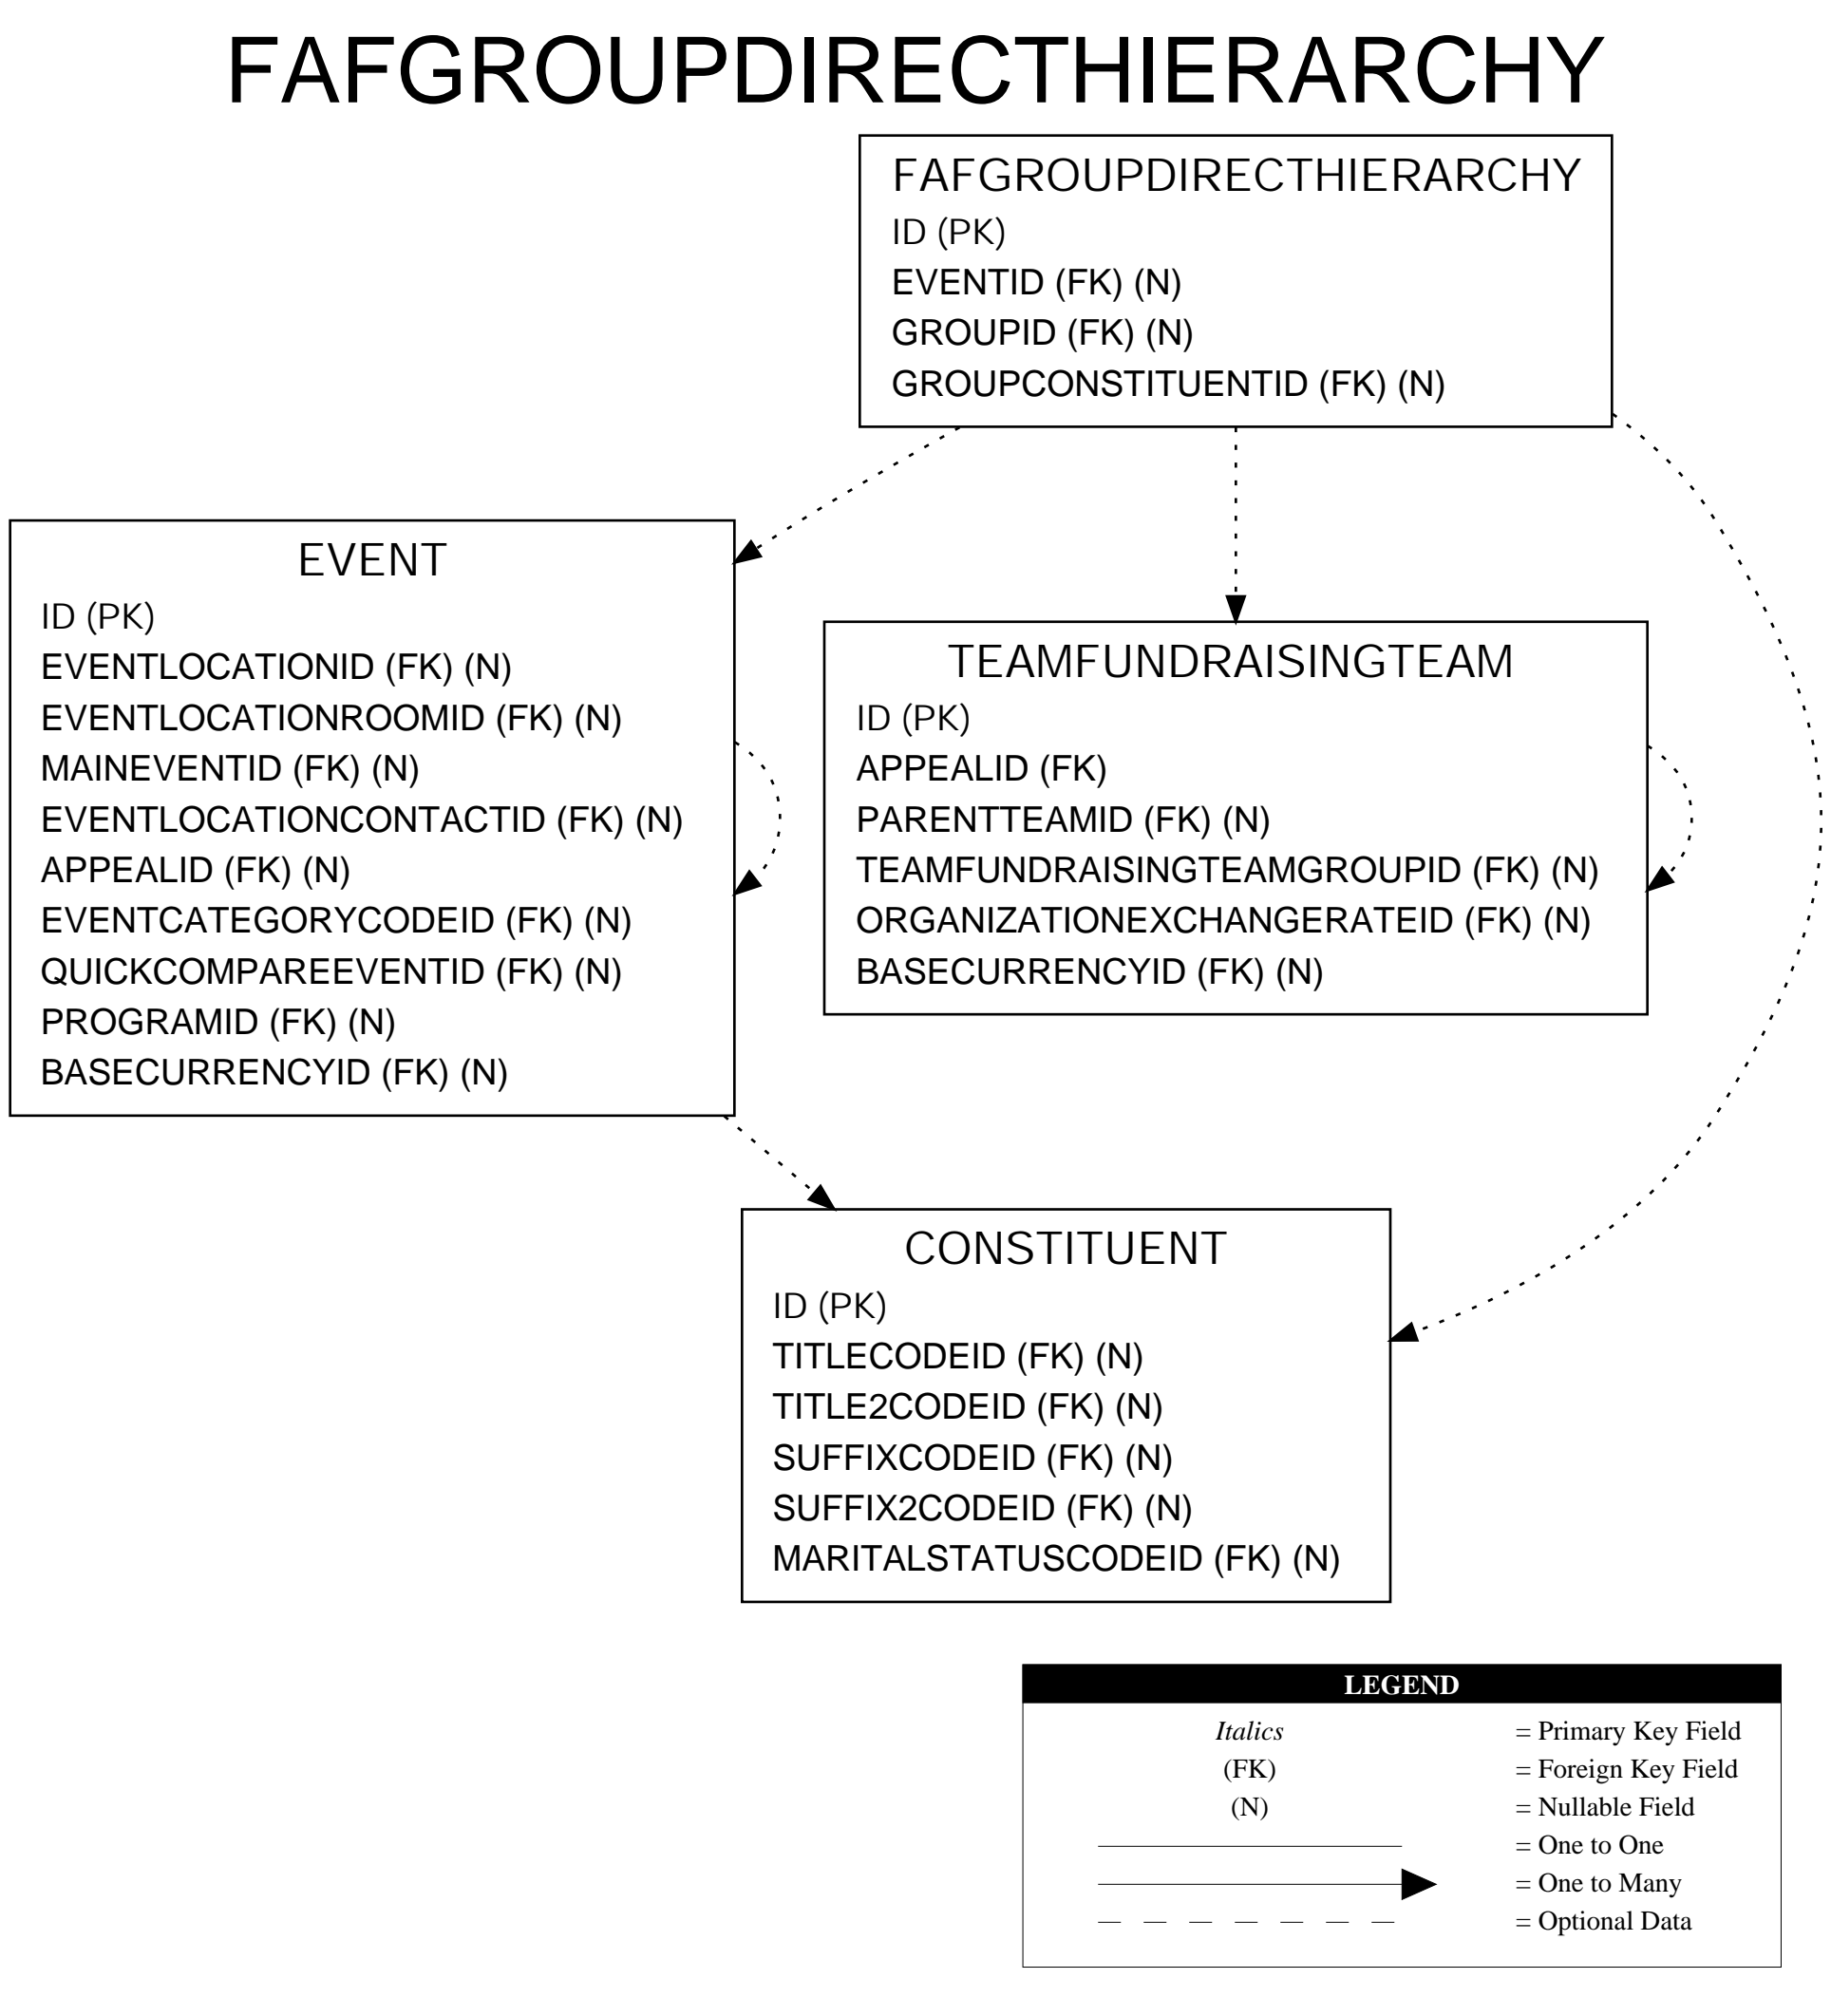 FAFGROUPDIRECTHIERARCHY
FAFGROUPDIRECTHIERARCHY
ID (PK)
EVENTID (FK) (N)
GROUPID (FK) (N)
GROUPCONSTITUENTID (FK) (N)
EVENT
ID (PK)
EVENTLOCATIONID (FK) (N)
EVENTLOCATIONROOMID (FK) (N)
MAINEVENTID (FK) (N)
EVENTLOCATIONCONTACTID (FK) (N)
APPEALID (FK) (N)
EVENTCATEGORYCODEID (FK) (N)
QUICKCOMPAREEVENTID (FK) (N)
PROGRAMID (FK) (N)
BASECURRENCYID (FK) (N)
TEAMFUNDRAISINGTEAM
ID (PK)
APPEALID (FK)
PARENTTEAMID (FK) (N)
TEAMFUNDRAISINGTEAMGROUPID (FK) (N)
ORGANIZATIONEXCHANGERATEID (FK) (N)
BASECURRENCYID (FK) (N)
CONSTITUENT
ID (PK)
TITLECODEID (FK) (N)
TITLE2CODEID (FK) (N)
SUFFIXCODEID (FK) (N)
SUFFIX2CODEID (FK) (N)
MARITALSTATUSCODEID (FK) (N)
LEGEND
Italics = Primary Key Field
(FK) = Foreign Key Field
(N) = Nullable Field
= One to One
= One to Many
= Optional Data